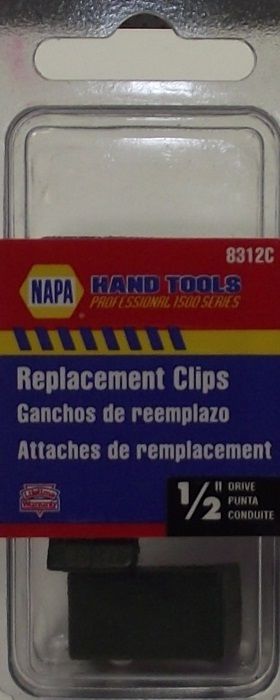 8312C
NAPA
HAND TOOLS
PROFESSIONAL 1500 SERIES
Replacement Clips
Ganchos de reemplazo
Attaches de remplacement
1/2" DRIVE
PUNTA
CONDUITE